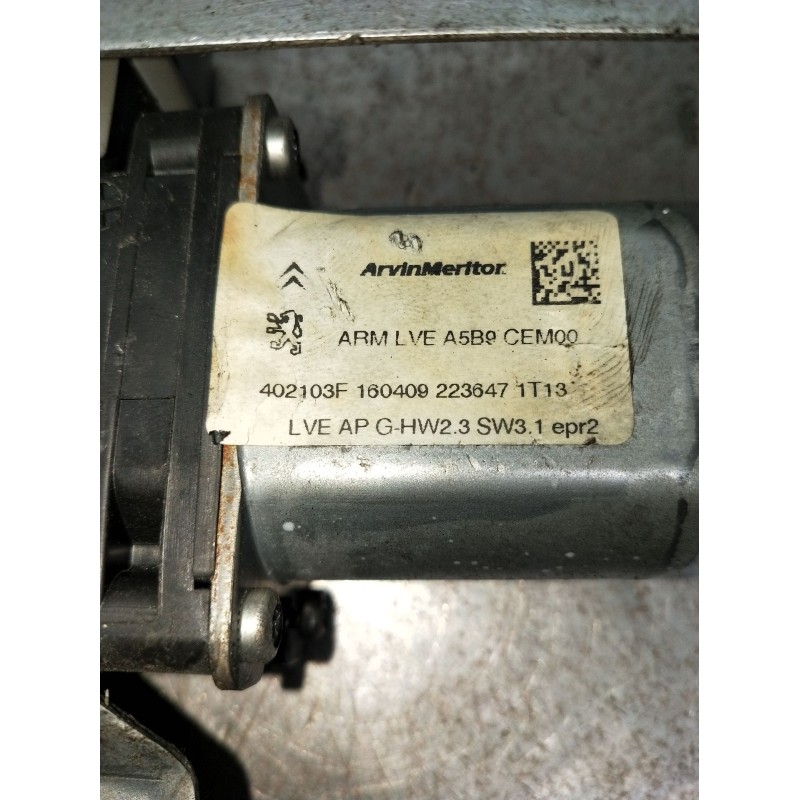 ArvinMeritor
ARM LVE A5B9 CEM00
402103F 160409 223647 1T13
LVE AP G-HW2.3 SW3.1 epr2